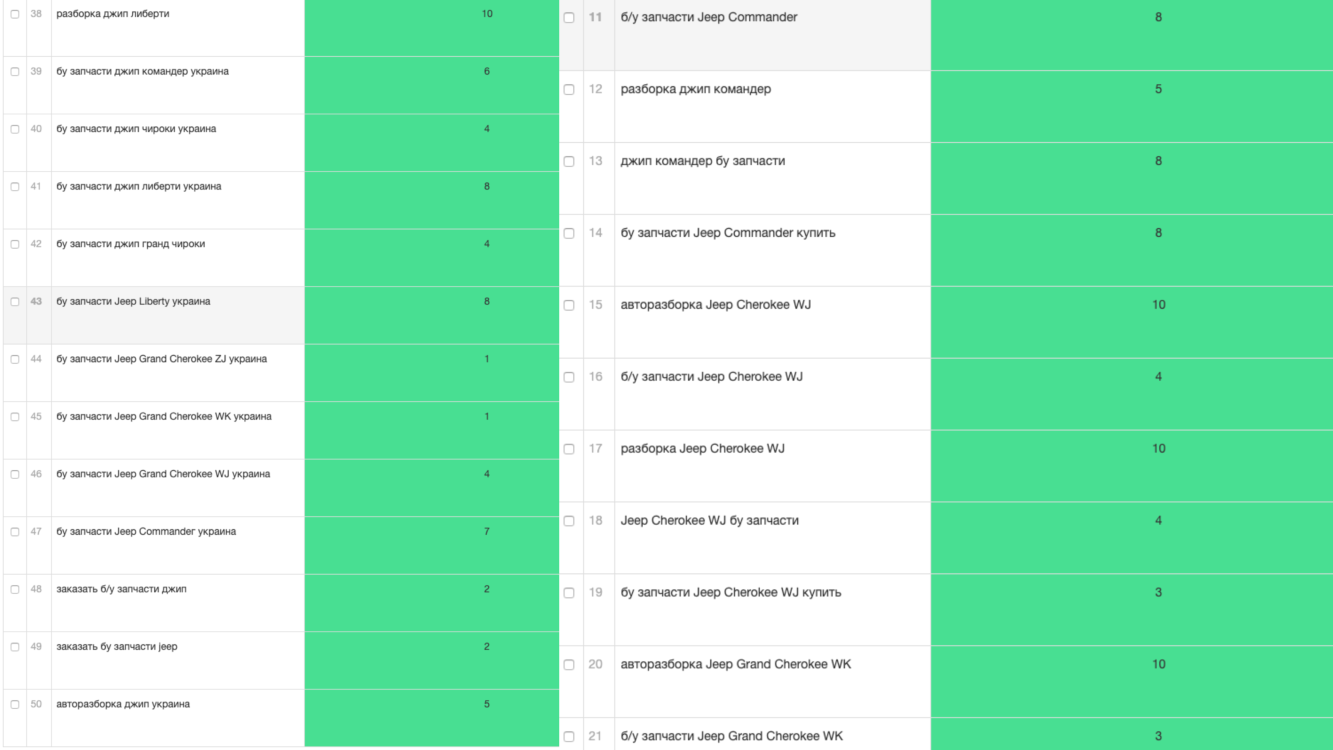 38 разборка джип либерти 10
39 бу запчасти джип командер украина 6
40 бу запчасти джип чироки украина 4
41 бу запчасти джип либерти украина 8
42 бу запчасти джип гранд чироки 4
43 бу запчасти Jeep Liberty украина 8
44 бу запчасти Jeep Grand Cherokee ZJ украина 1
45 бу запчасти Jeep Grand Cherokee WK украина 1
46 бу запчасти Jeep Grand Cherokee WJ украина 4
47 бу запчасти Jeep Commander украина 7
48 заказать б/у запчасти джип 2
49 заказать бу запчасти jeep 2
50 авторазборка джип украина 5
11 б/у запчасти Jeep Commander 8
12 разборка джип командер 5
13 джип командер бу запчасти 8
14 бу запчасти Jeep Commander купить 8
15 авторазборка Jeep Cherokee WJ 10
16 б/у запчасти Jeep Cherokee WJ 4
17 разборка Jeep Cherokee WJ 10
18 Jeep Cherokee WJ бу запчасти 4
19 бу запчасти Jeep Cherokee WJ купить 3
20 авторазборка Jeep Grand Cherokee WK 10
21 б/у запчасти Jeep Grand Cherokee WK 3